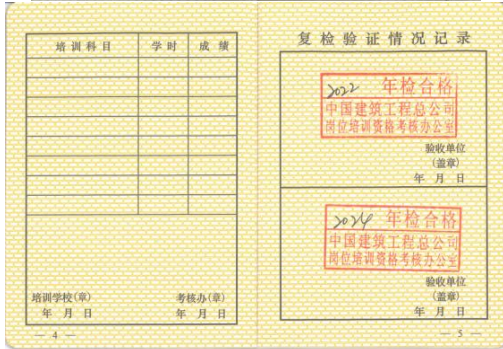 培训科目 学时 成绩
培训学校(章) 考核办(章)
年 月 日 年 月 日
— 4 —
复检验证情况记录
2022 年检合格
中国建筑工程总公司
岗位培训资格考核办公室
验收单位
(盖章)
年 月 日
2024 年检合格
中国建筑工程总公司
岗位培训资格考核办公室
验收单位
(盖章)
年 月 日
— 5 —